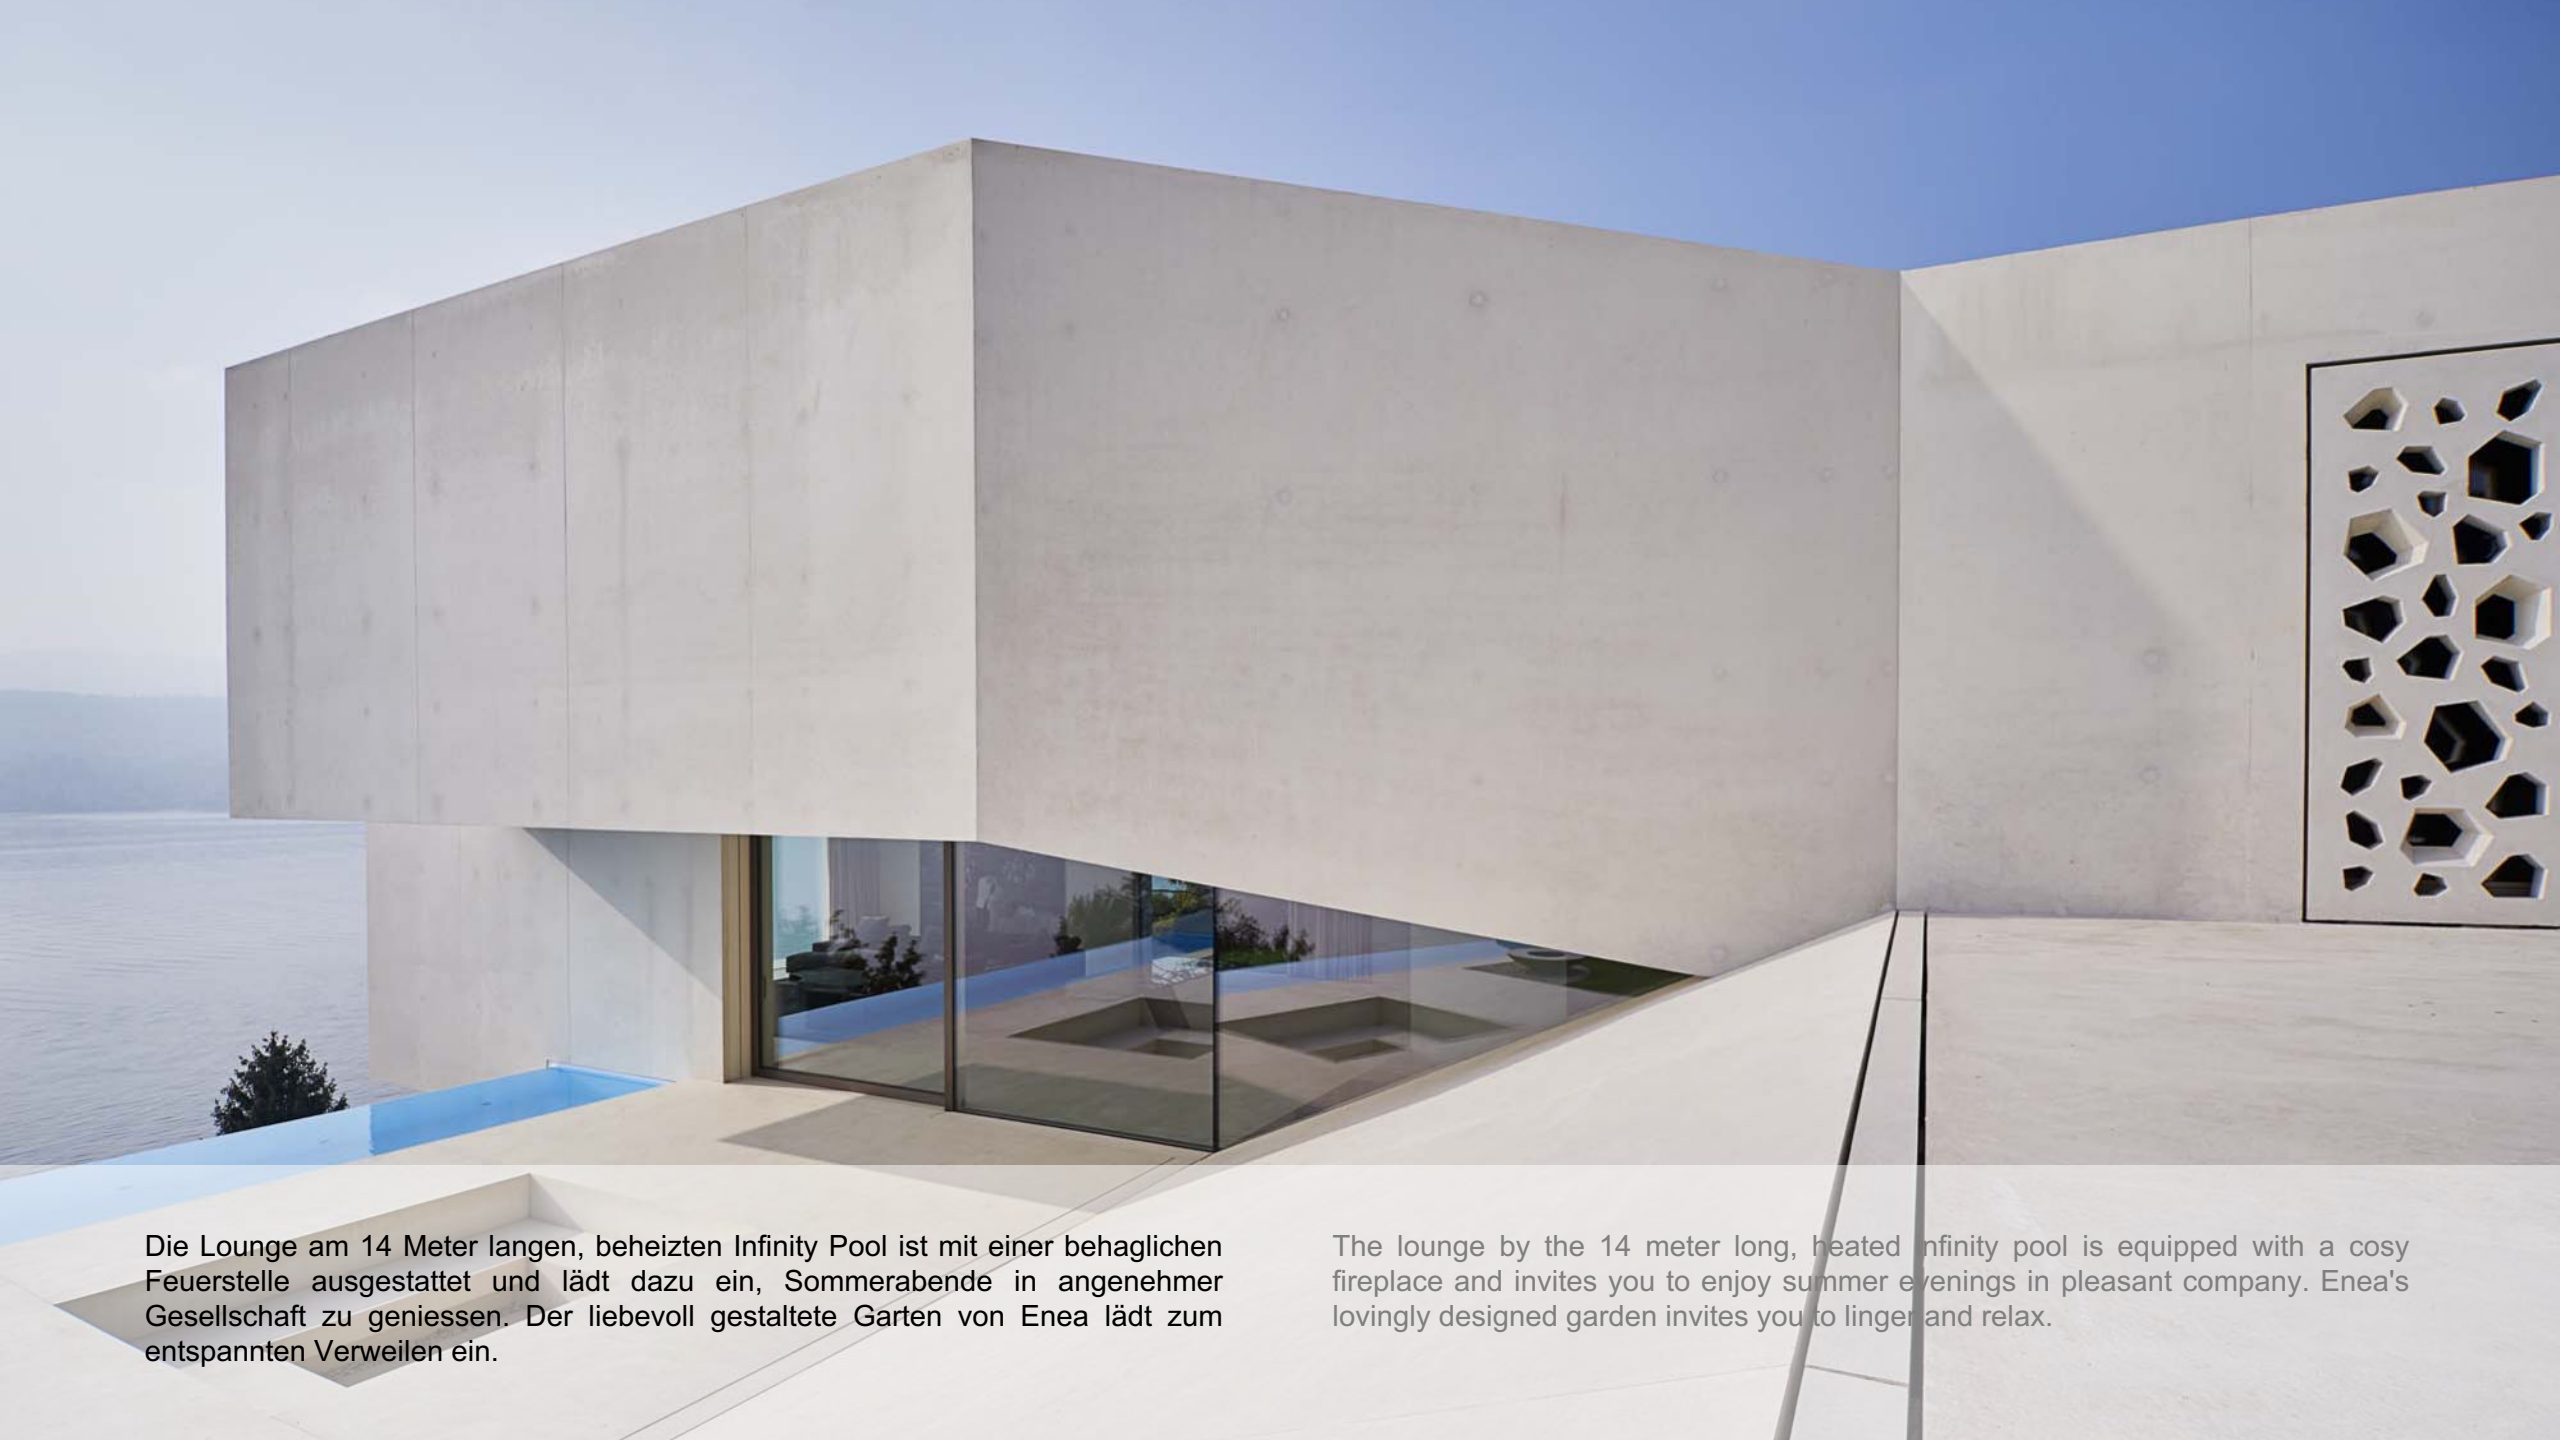 Die Lounge am 14 Meter langen, beheizten Infinity Pool ist mit einer behaglichen
Feuerstelle ausgestattet und lädt dazu ein, Sommerabende in angenehmer
Gesellschaft zu geniessen. Der liebevoll gestaltete Garten von Enea lädt zum
entspannten Verweilen ein.
The lounge by the 14 meter long, heated infinity pool is equipped with a cosy
fireplace and invites you to enjoy summer evenings in pleasant company. Enea's
lovingly designed garden invites you to linger and relax.